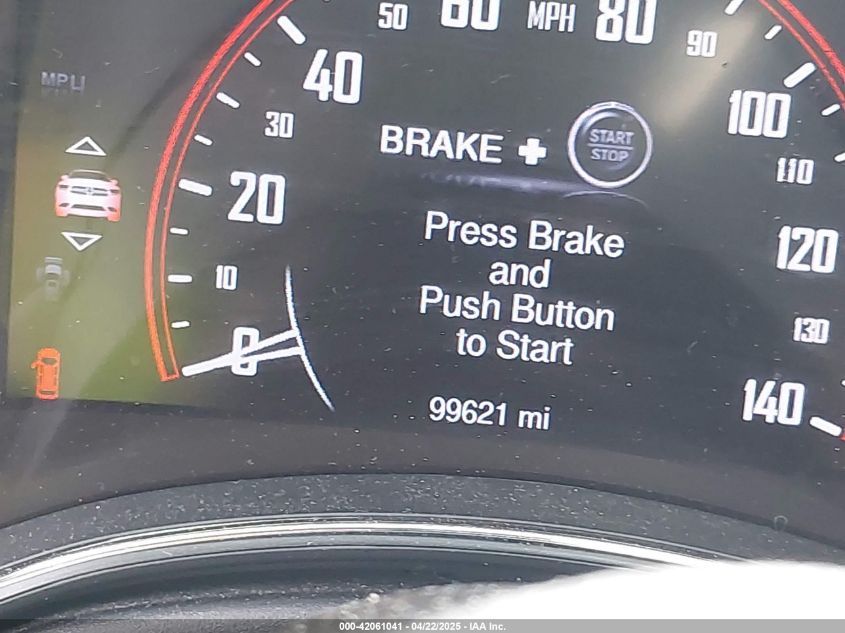 50
60
MPH
80
90
40
100
30
110
20
120
10
130
0
140
BRAKE +
START
STOP
Press Brake
and
Push Button
to Start
99621 mi
000-42061041 - 04/22/2025 - IAA Inc.